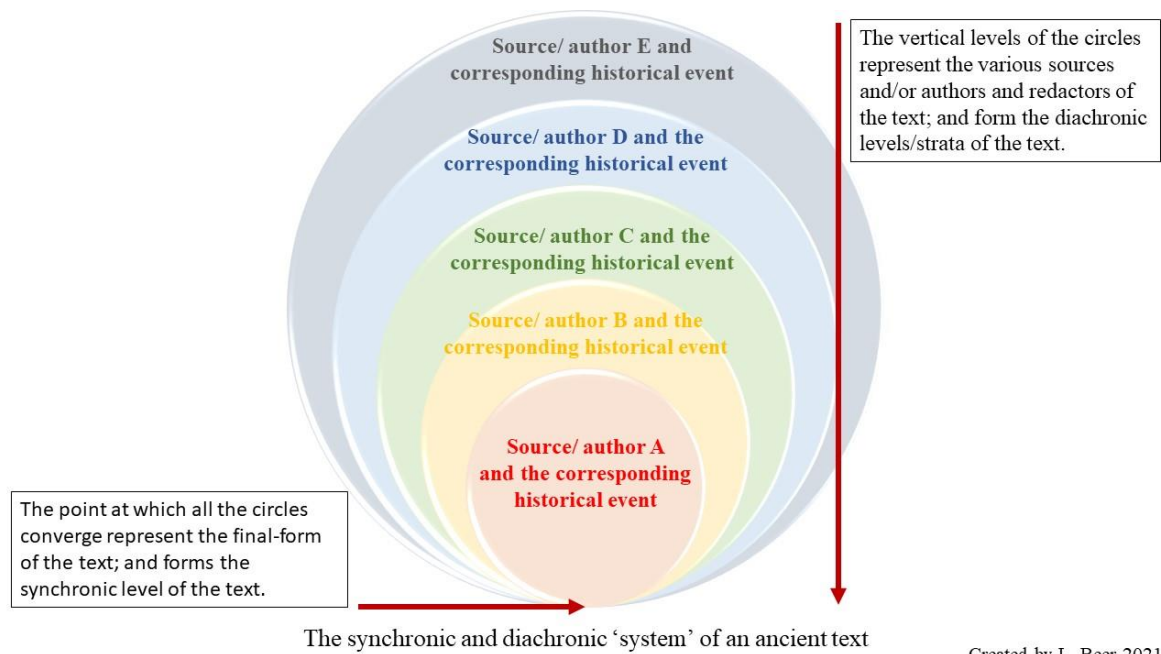 Source/ author E and
corresponding historical event
The vertical levels of the circles
represent the various sources
and/or authors and redactors of
the text; and form the diachronic
levels/strata of the text.
Source/ author D and the
corresponding historical event
Source/ author C and the
corresponding historical event
Source/ author B and the
corresponding historical event
Source/ author A
and the corresponding
historical event
The point at which all the circles
converge represent the final-form
of the text; and forms the
synchronic level of the text.
The synchronic and diachronic ‘system’ of an ancient text
Created by L. Beer 2021